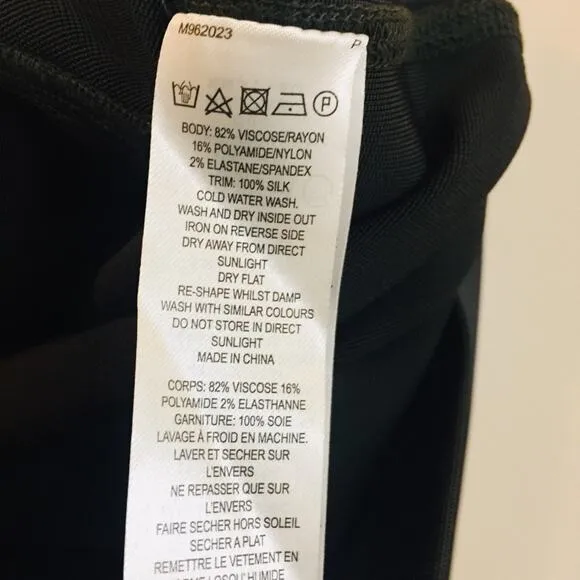 M962023
P
P
BODY: 82% VISCOSE/RAYON
16% POLYAMIDE/NYLON
2% ELASTANE/SPANDEX
TRIM: 100% SILK
COLD WATER WASH.
WASH AND DRY INSIDE OUT
IRON ON REVERSE SIDE
DRY AWAY FROM DIRECT
SUNLIGHT
DRY FLAT
RE-SHAPE WHILST DAMP
WASH WITH SIMILAR COLOURS
DO NOT STORE IN DIRECT
SUNLIGHT
MADE IN CHINA
CORPS: 82% VISCOSE 16%
POLYAMIDE 2% ELASTHANNE
GARNITURE: 100% SOIE
LAVAGE À FROID EN MACHINE.
LAVER ET SECHER SUR
L'ENVERS
NE REPASSER QUE SUR
L'ENVERS
FAIRE SECHER HORS SOLEIL
SECHER A PLAT
REMETTRE LE VETEMENT EN
LOSQU' HUMIDE